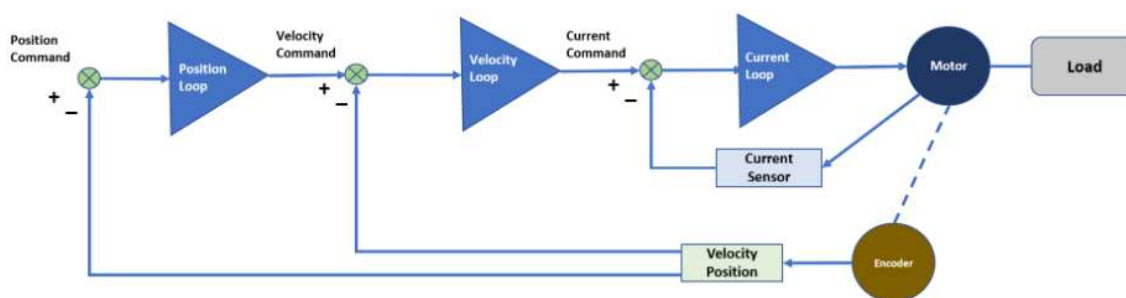 Position
Command
+
−
Position
Loop
Velocity
Command
+
−
Velocity
Loop
Current
Command
+
−
Current
Loop
Motor
Load
Current
Sensor
Velocity
Position
Encoder